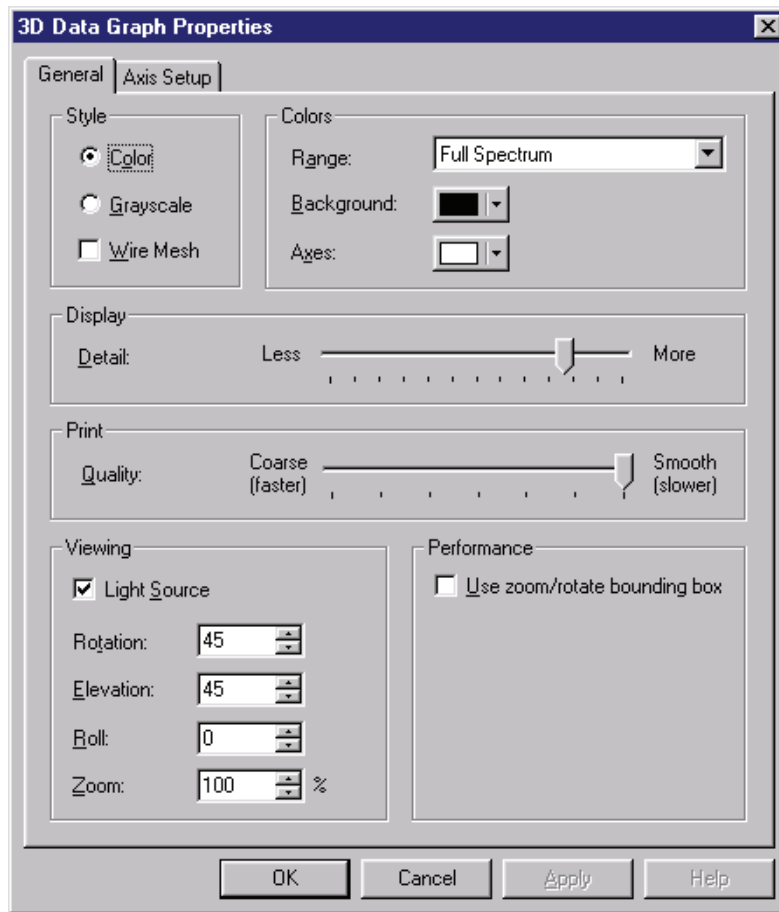 3D Data Graph Properties
General
Axis Setup
Style
Color
Grayscale
Wire Mesh
Colors
Range: Full Spectrum
Background:
Axes:
Display
Detail: Less More
Print
Quality: Coarse (faster) Smooth (slower)
Viewing
Light Source
Rotation: 45
Elevation: 45
Roll: 0
Zoom: 100 %
Performance
Use zoom/rotate bounding box
OK Cancel Apply Help